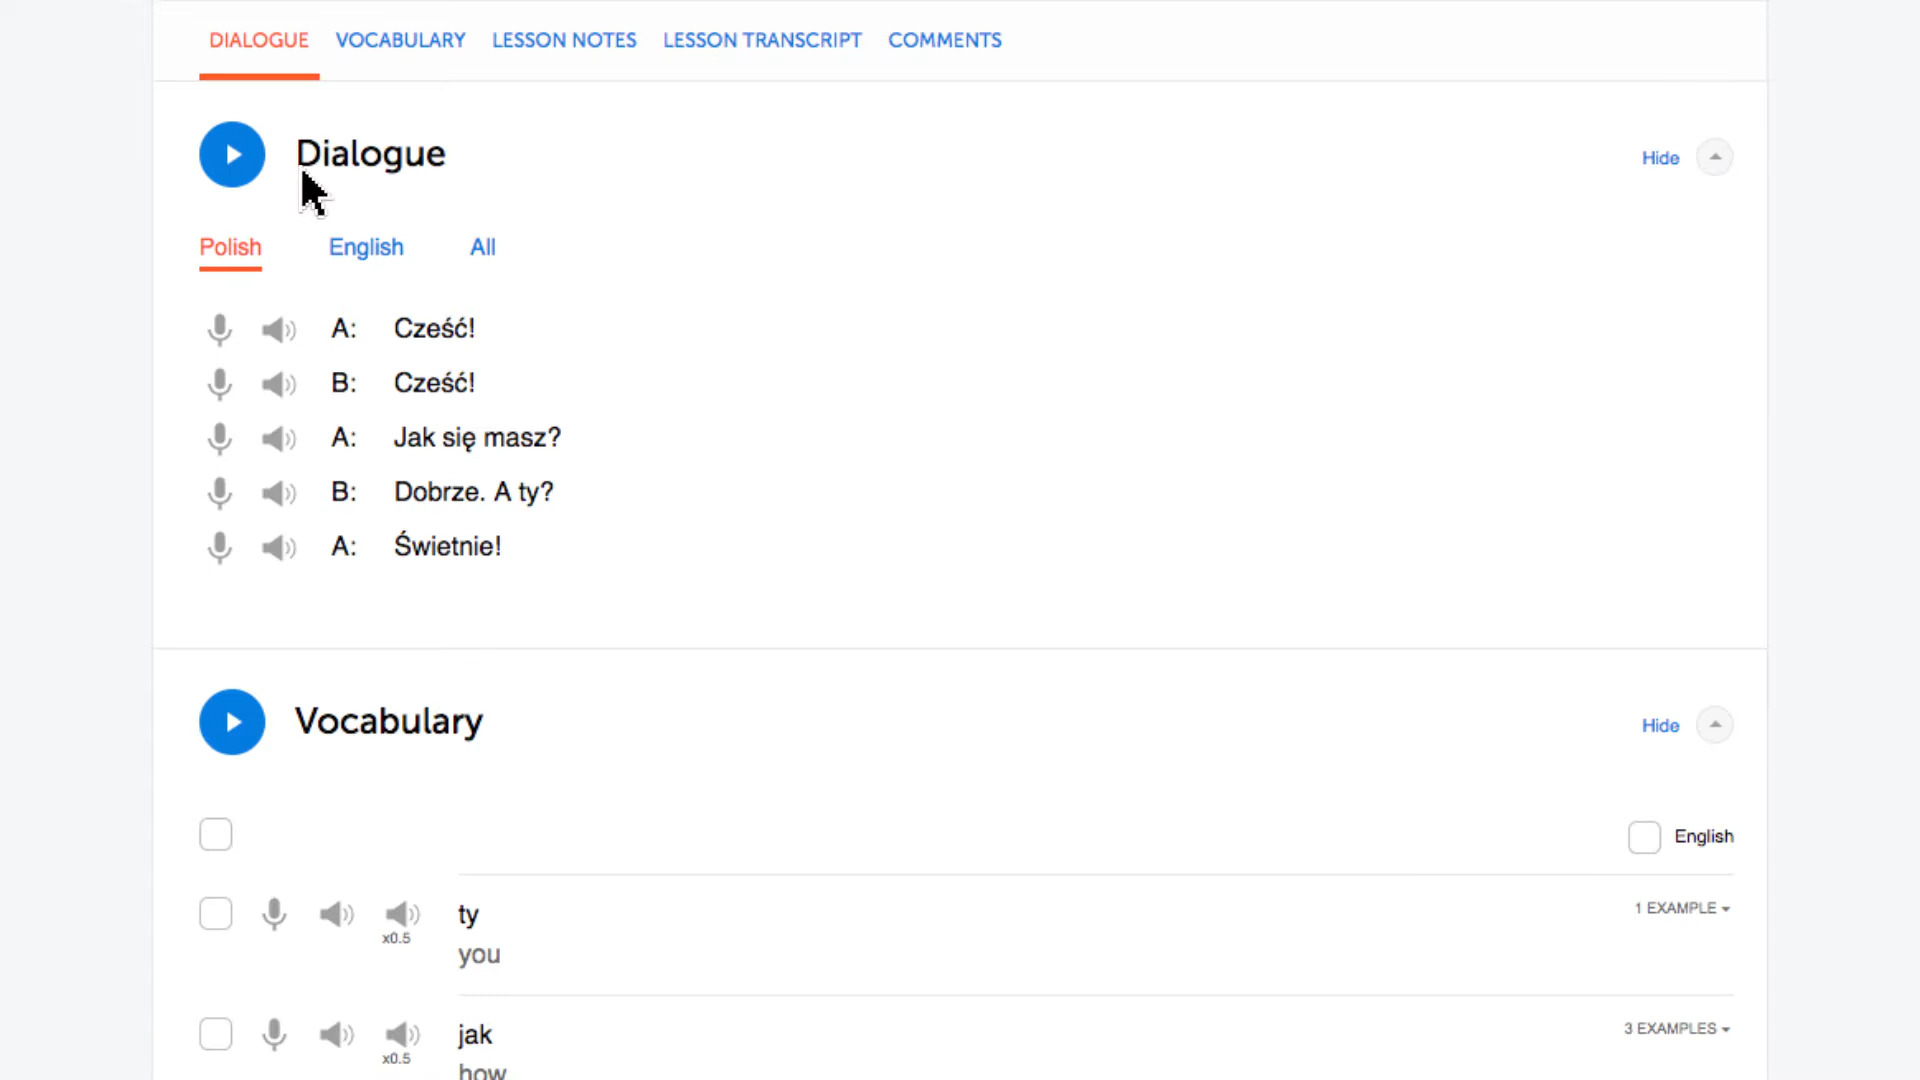 DIALOGUE VOCABULARY LESSON NOTES LESSON TRANSCRIPT COMMENTS
Dialogue
Hide
Polish English All
A: Cześć!
B: Cześć!
A: Jak się masz?
B: Dobrze. A ty?
A: Świetnie!
Vocabulary
Hide
English
x0.5
ty
1 EXAMPLE
you
x0.5
jak
3 EXAMPLES
how